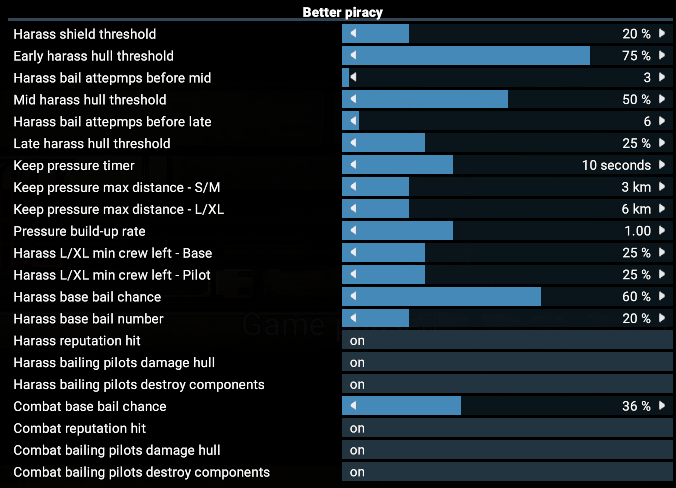 Better piracy
Harass shield threshold 20 %
Early harass hull threshold 75 %
Harass bail attepmps before mid 3
Mid harass hull threshold 50 %
Harass bail attepmps before late 6
Late harass hull threshold 25 %
Keep pressure timer 10 seconds
Keep pressure max distance - S/M 3 km
Keep pressure max distance - L/XL 6 km
Pressure build-up rate 1.00
Harass L/XL min crew left - Base 25 %
Harass L/XL min crew left - Pilot 25 %
Harass base bail chance 60 %
Harass base bail number 20 %
Harass reputation hit on
Harass bailing pilots damage hull on
Harass bailing pilots destroy components on
Combat base bail chance 36 %
Combat reputation hit on
Combat bailing pilots damage hull on
Combat bailing pilots destroy components on